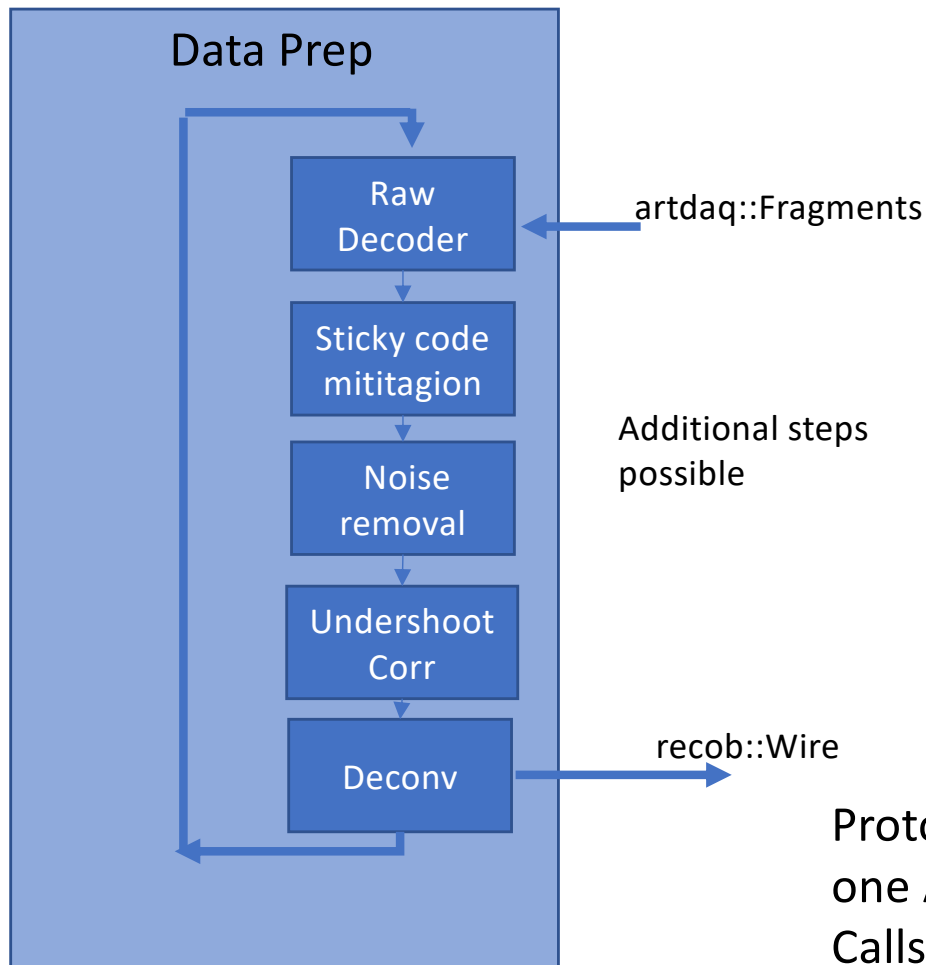 Data Prep
Raw
Decoder
artdaq::Fragments
Sticky code
mititagion
Additional steps
possible
Noise
removal
Undershoot
Corr
recob::Wire
Deconv
one
Calls